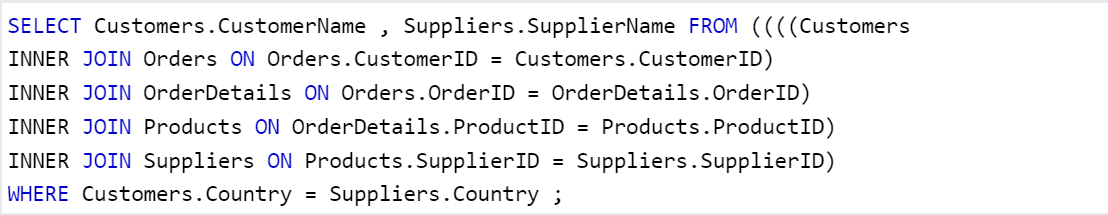 SELECT Customers.CustomerName , Suppliers.SupplierName FROM ((((Customers
INNER JOIN Orders ON Orders.CustomerID = Customers.CustomerID)
INNER JOIN OrderDetails ON Orders.OrderID = OrderDetails.OrderID)
INNER JOIN Products ON OrderDetails.ProductID = Products.ProductID)
INNER JOIN Suppliers ON Products.SupplierID = Suppliers.SupplierID)
WHERE Customers.Country = Suppliers.Country ;